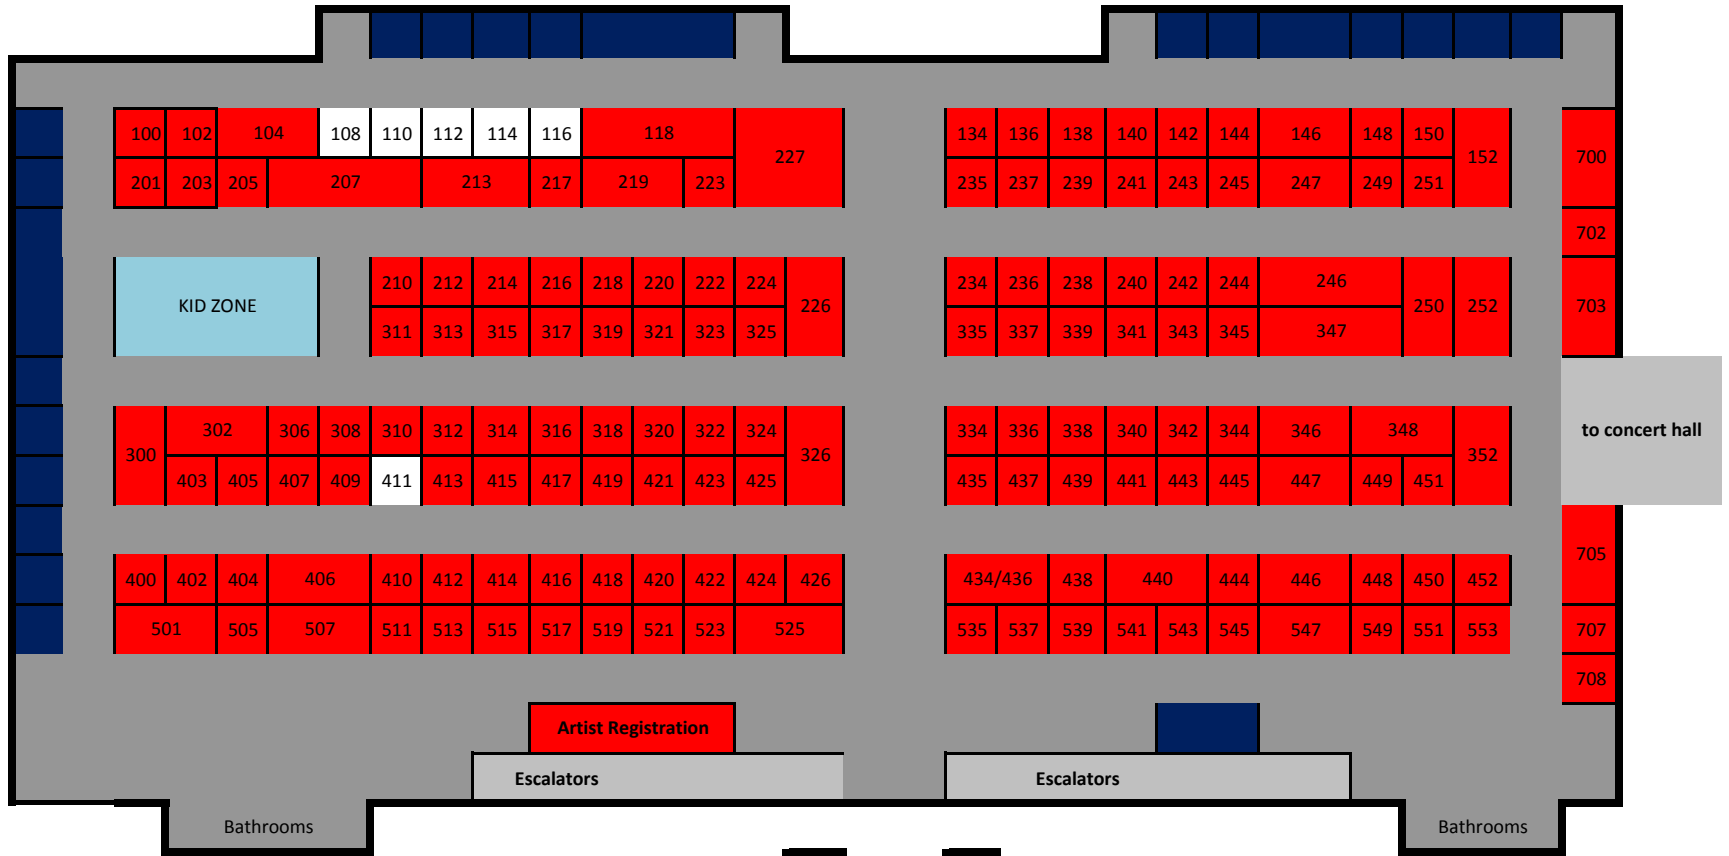 100 102 104 108 110 112 114 116 118 227 134 136 138 140 142 144 146 148 150 152 700
201 203 205 207 213 217 219 223 235 237 239 241 243 245 247 249 251
702
KID ZONE 210 212 214 216 218 220 222 224 226 234 236 238 240 242 244 246 250 252 703
311 313 315 317 319 321 323 325 335 337 339 341 343 345 347
300 302 306 308 310 312 314 316 318 320 322 324 326 334 336 338 340 342 344 346 348 352 to concert hall
403 405 407 409 411 413 415 417 419 421 423 425 435 437 439 441 443 445 447 449 451
705
400 402 404 406 410 412 414 416 418 420 422 424 426 434/436 438 440 444 446 448 450 452
501 505 507 511 513 515 517 519 521 523 525 535 537 539 541 543 545 547 549 551 553 707
708
Artist Registration
Escalators Escalators
Bathrooms Bathrooms